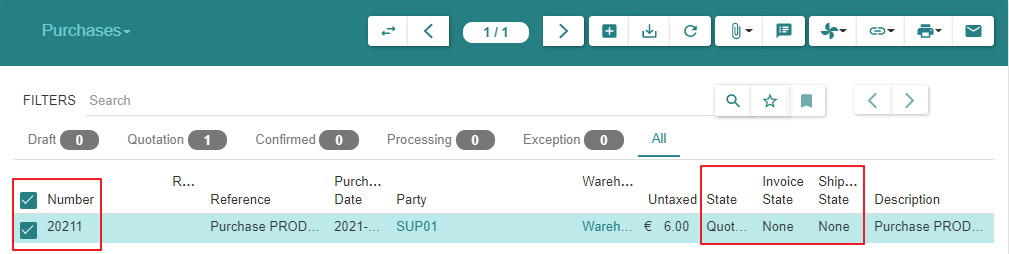 Purchases
1 / 1
FILTERS Search
Draft 0 Quotation 1 Confirmed 0 Processing 0 Exception 0 All
R... Purch... Wareh... Invoice Ship...
Number Reference Date Party Untaxed State State State Description
20211 Purchase PROD... 2021-... SUP01 Wareh... € 6.00 Quot... None None Purchase PROD...